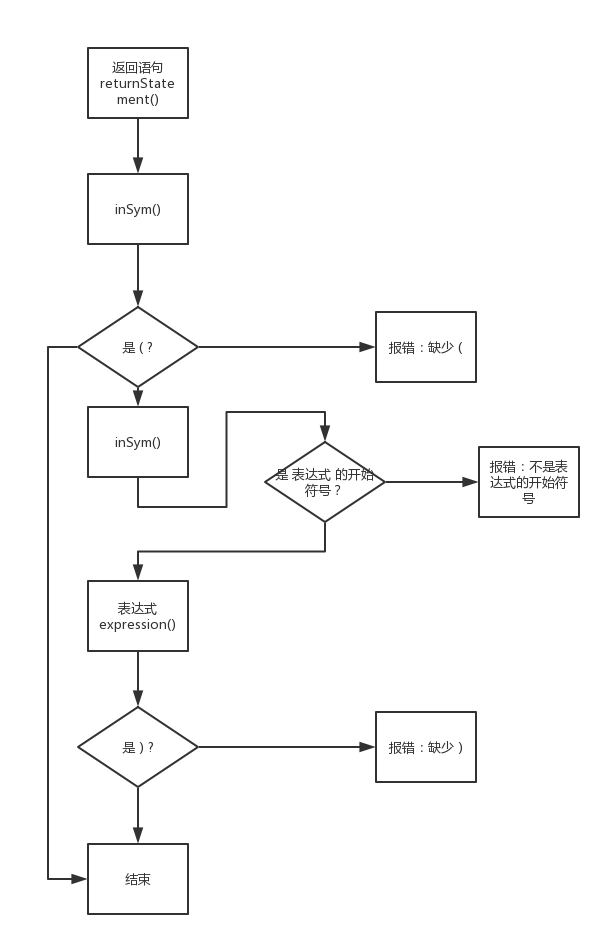 返回语句
returnState
ment()
inSym()
是 ( ?
报错：缺少 (
inSym()
是 表达式 的开始
符号？
报错：不是表
达式的开始符
号
表达式
expression()
是 ) ?
报错：缺少 )
结束